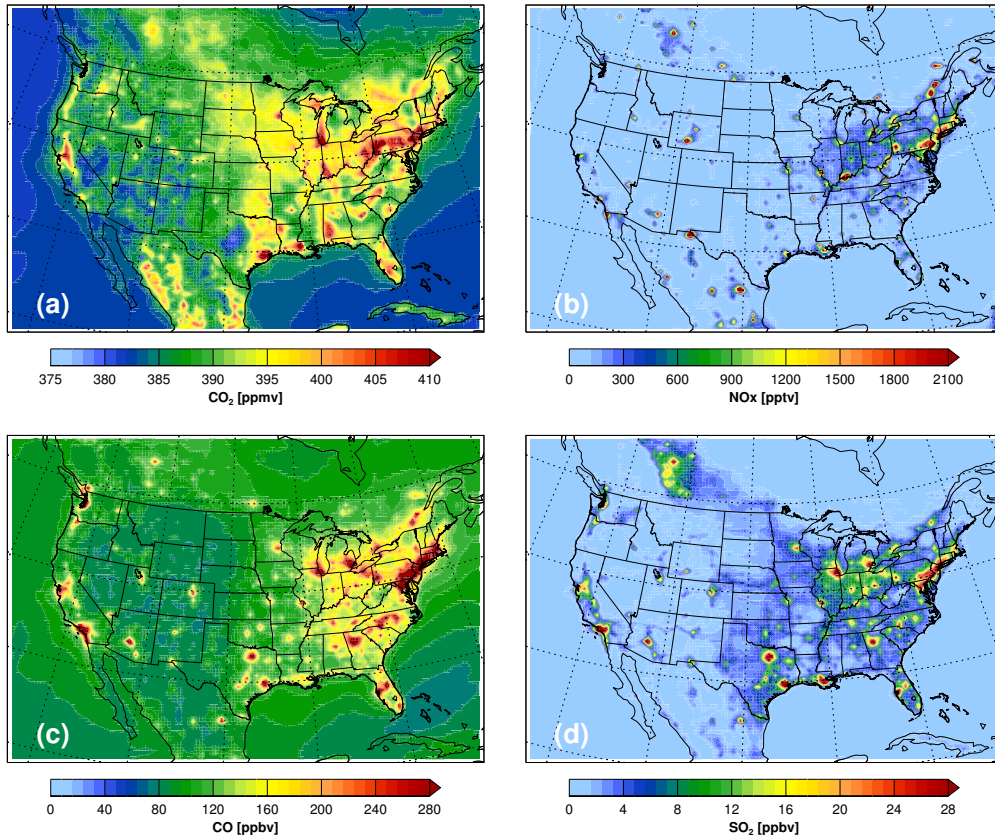 (a)
375 380 385 390 395 400 405 410
CO₂ [ppmv]
(b)
0 300 600 900 1200 1500 1800 2100
NOx [pptv]
(c)
0 40 80 120 160 200 240 280
CO [ppbv]
(d)
0 4 8 12 16 20 24 28
SO₂ [ppbv]